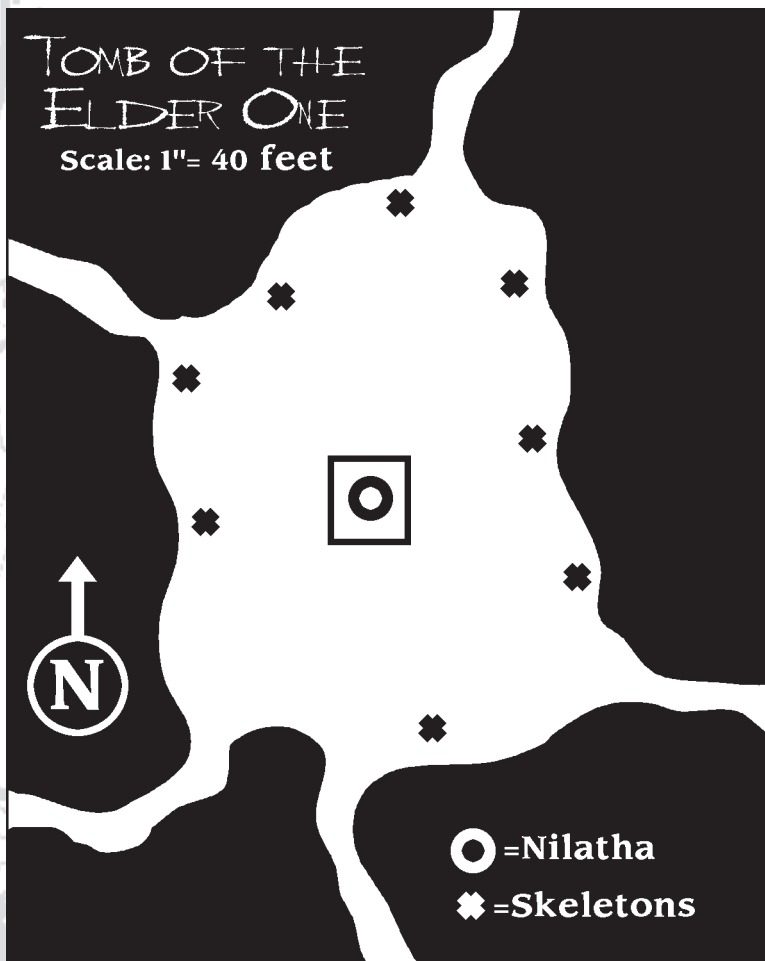 TOMB OF THE
ELDER ONE
Scale: 1"= 40 feet
N
=Nilatha
=Skeletons